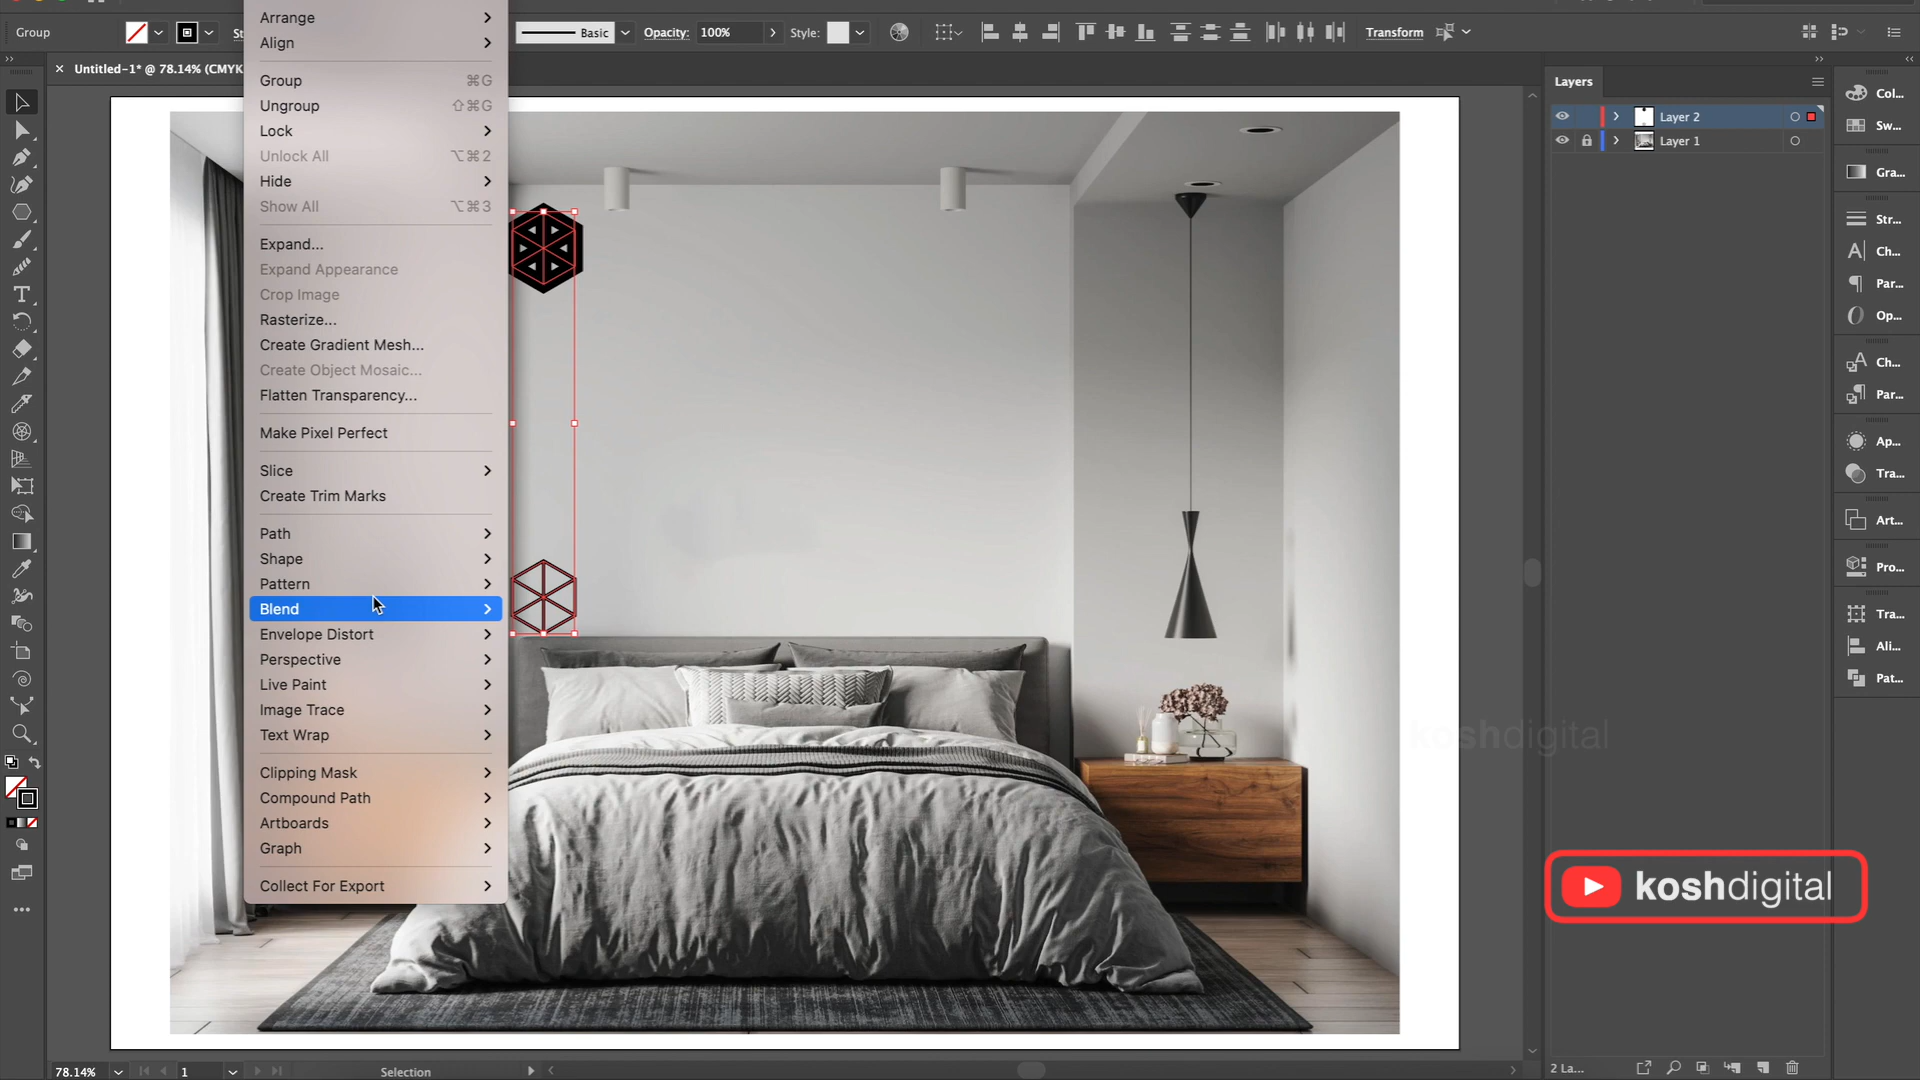 Group
Basic
Opacity:
100%
Style:
Transform
Untitled-1* @ 78.14% (CMYK
Arrange
Align
Group ⌘G
Ungroup ⇧⌘G
Lock
Unlock All ⌥⌘2
Hide
Show All ⌥⌘3
Expand...
Expand Appearance
Crop Image
Rasterize...
Create Gradient Mesh...
Create Object Mosaic...
Flatten Transparency...
Make Pixel Perfect
Slice
Create Trim Marks
Path
Shape
Pattern
Blend
Envelope Distort
Perspective
Live Paint
Image Trace
Text Wrap
Clipping Mask
Compound Path
Artboards
Graph
Collect For Export
Layers
Layer 2
Layer 1
Col...
Sw...
Gra...
Str...
Ch...
Par...
Op...
Ch...
Par...
Ap...
Tra...
Art...
Pro...
Tra...
Ali...
Pat...
koshdigital
koshdigital
78.14%
1
Selection
2 La...